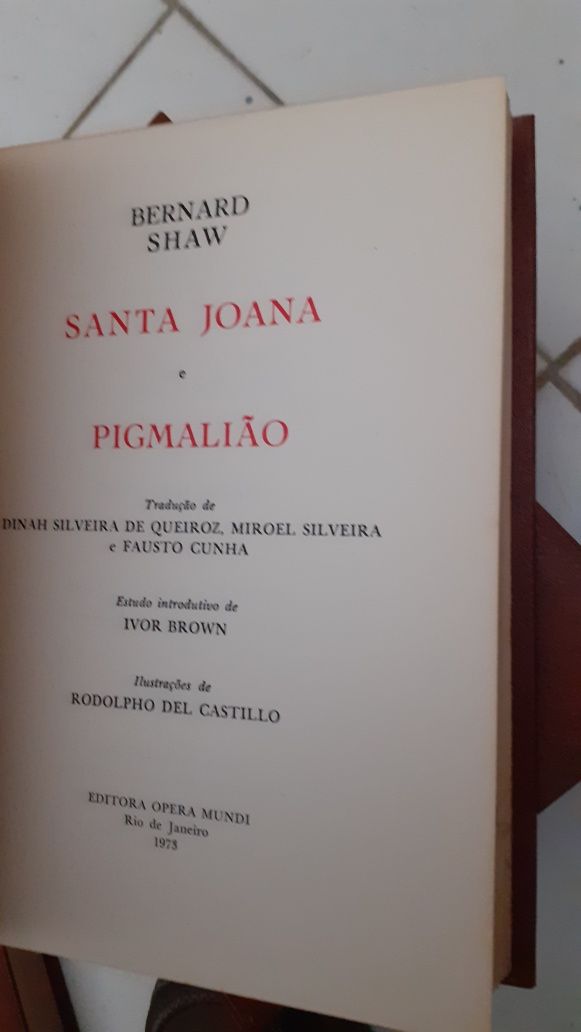 BERNARD
SHAW
SANTA JOANA
e
PIGMALIÃO
Tradução de
DINAH SILVEIRA DE QUEIROZ, MIROEL SILVEIRA
e FAUSTO CUNHA
Estudo introdutivo de
IVOR BROWN
Ilustrações de
RODOLPHO DEL CASTILLO
EDITORA OPERA MUNDI
Rio de Janeiro
1973